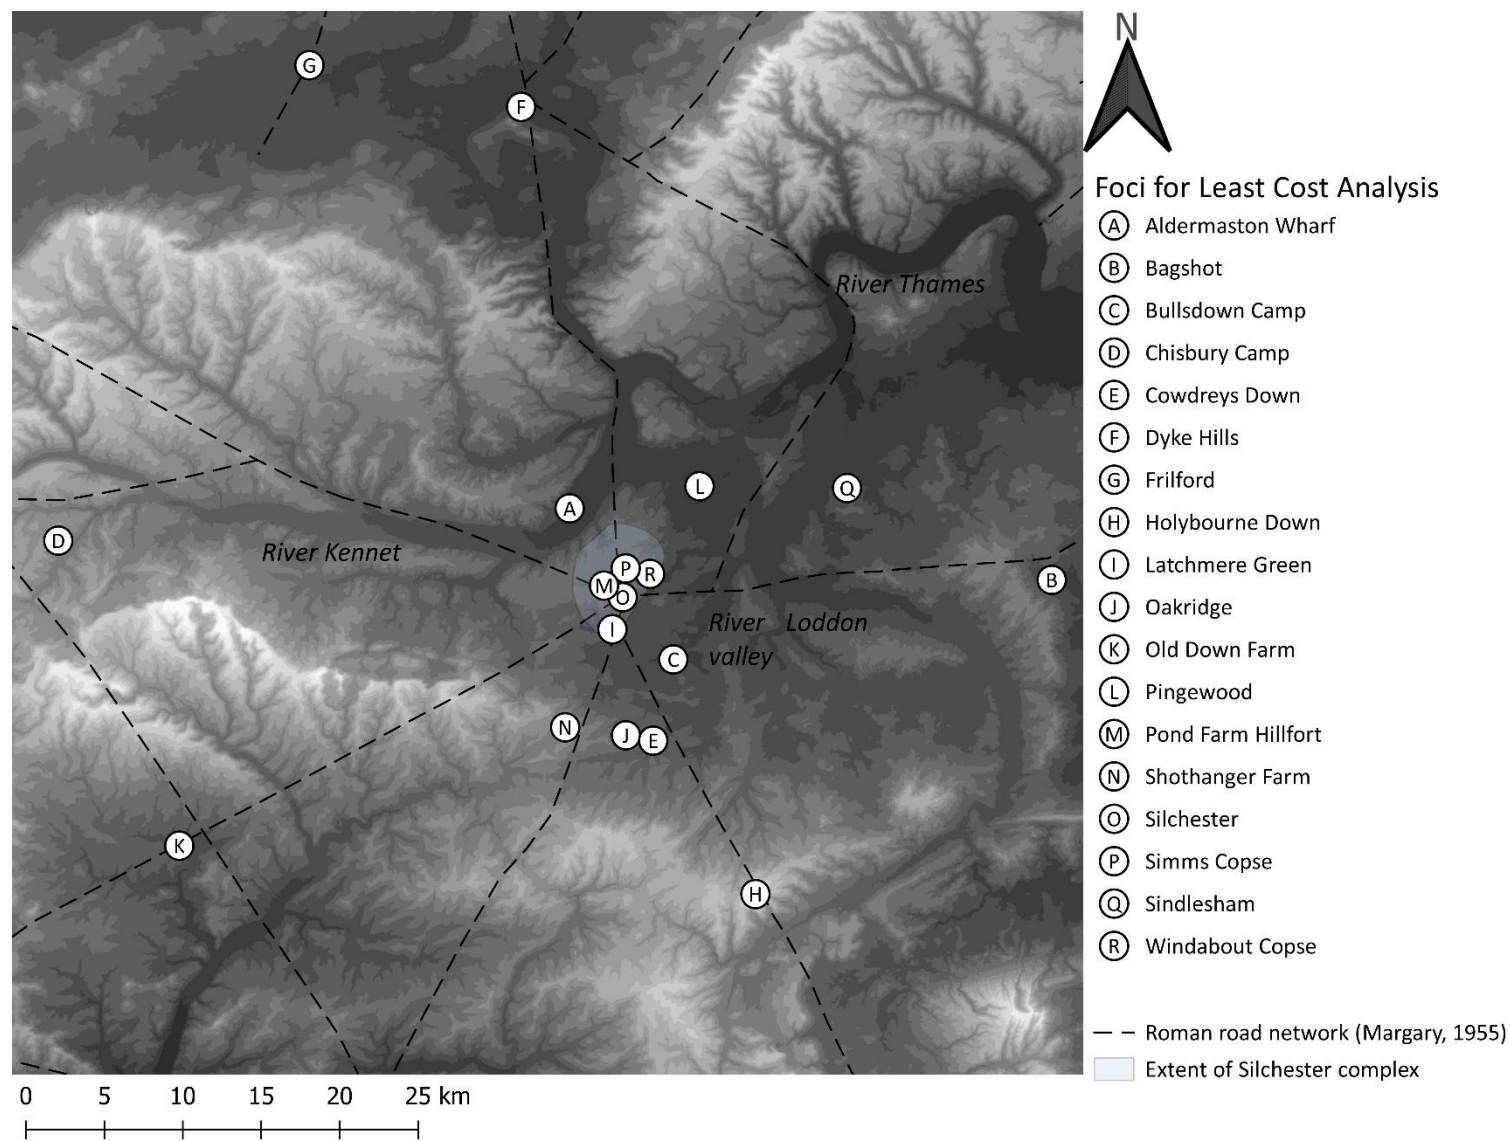 N
G
F
River Thames
L
Q
A
D
River Kennet
P
R
M
O
B
I
River Loddon
valley
C
N
J
E
K
H
Foci for Least Cost Analysis
A Aldermaston Wharf
B Bagshot
C Bullsdown Camp
D Chisbury Camp
E Cowdreys Down
F Dyke Hills
G Frilford
H Holybourne Down
I Latchmere Green
J Oakridge
K Old Down Farm
L Pingewood
M Pond Farm Hillfort
N Shothanger Farm
O Silchester
P Simms Copse
Q Sindlesham
R Windabout Copse
Roman road network (Margary, 1955)
Extent of Silchester complex
0 5 10 15 20 25 km